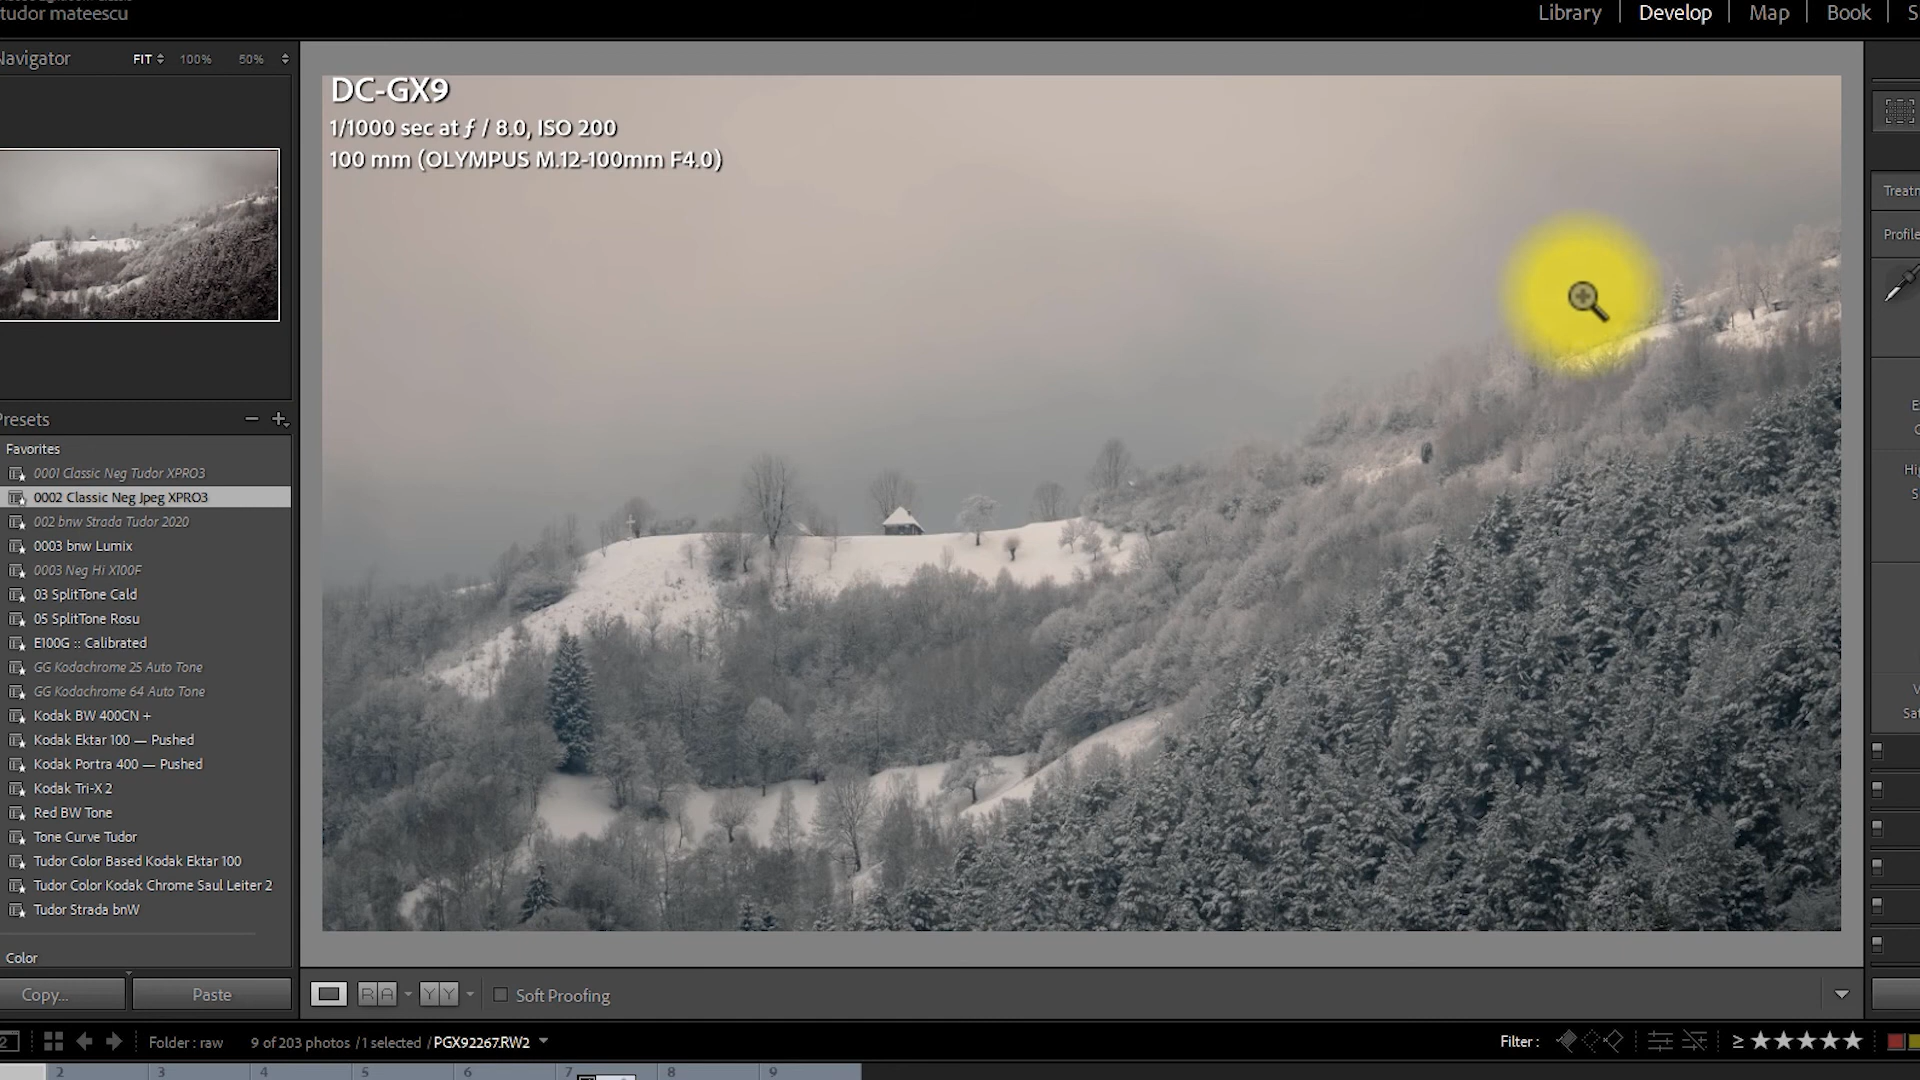 tudor mateescu
Library | Develop | Map | Book | S
Navigator FIT 100% 50%
DC-GX9
1/1000 sec at ƒ / 8.0, ISO 200
100 mm (OLYMPUS M.12-100mm F4.0)
Treatm
Profile
Presets
Favorites
0001 Classic Neg Tudor XPRO3
0002 Classic Neg Jpeg XPRO3
002 bnw Strada Tudor 2020
0003 bnw Lumix
0003 Neg Hi X100F
03 SplitTone Cald
05 SplitTone Rosu
E100G :: Calibrated
GG Kodachrome 25 Auto Tone
GG Kodachrome 64 Auto Tone
Kodak BW 400CN +
Kodak Ektar 100 — Pushed
Kodak Portra 400 — Pushed
Kodak Tri-X 2
Red BW Tone
Tone Curve Tudor
Tudor Color Based Kodak Ektar 100
Tudor Color Kodak Chrome Saul Leiter 2
Tudor Strada bnW
Color
E
C
Hi
S
V
Sat
Copy... Paste
R A Y Y Soft Proofing
2 Folder : raw 9 of 203 photos / 1 selected / PGX92267.RW2 Filter : ≥ ★★★★★
2 3 4 5 6 7 8 9